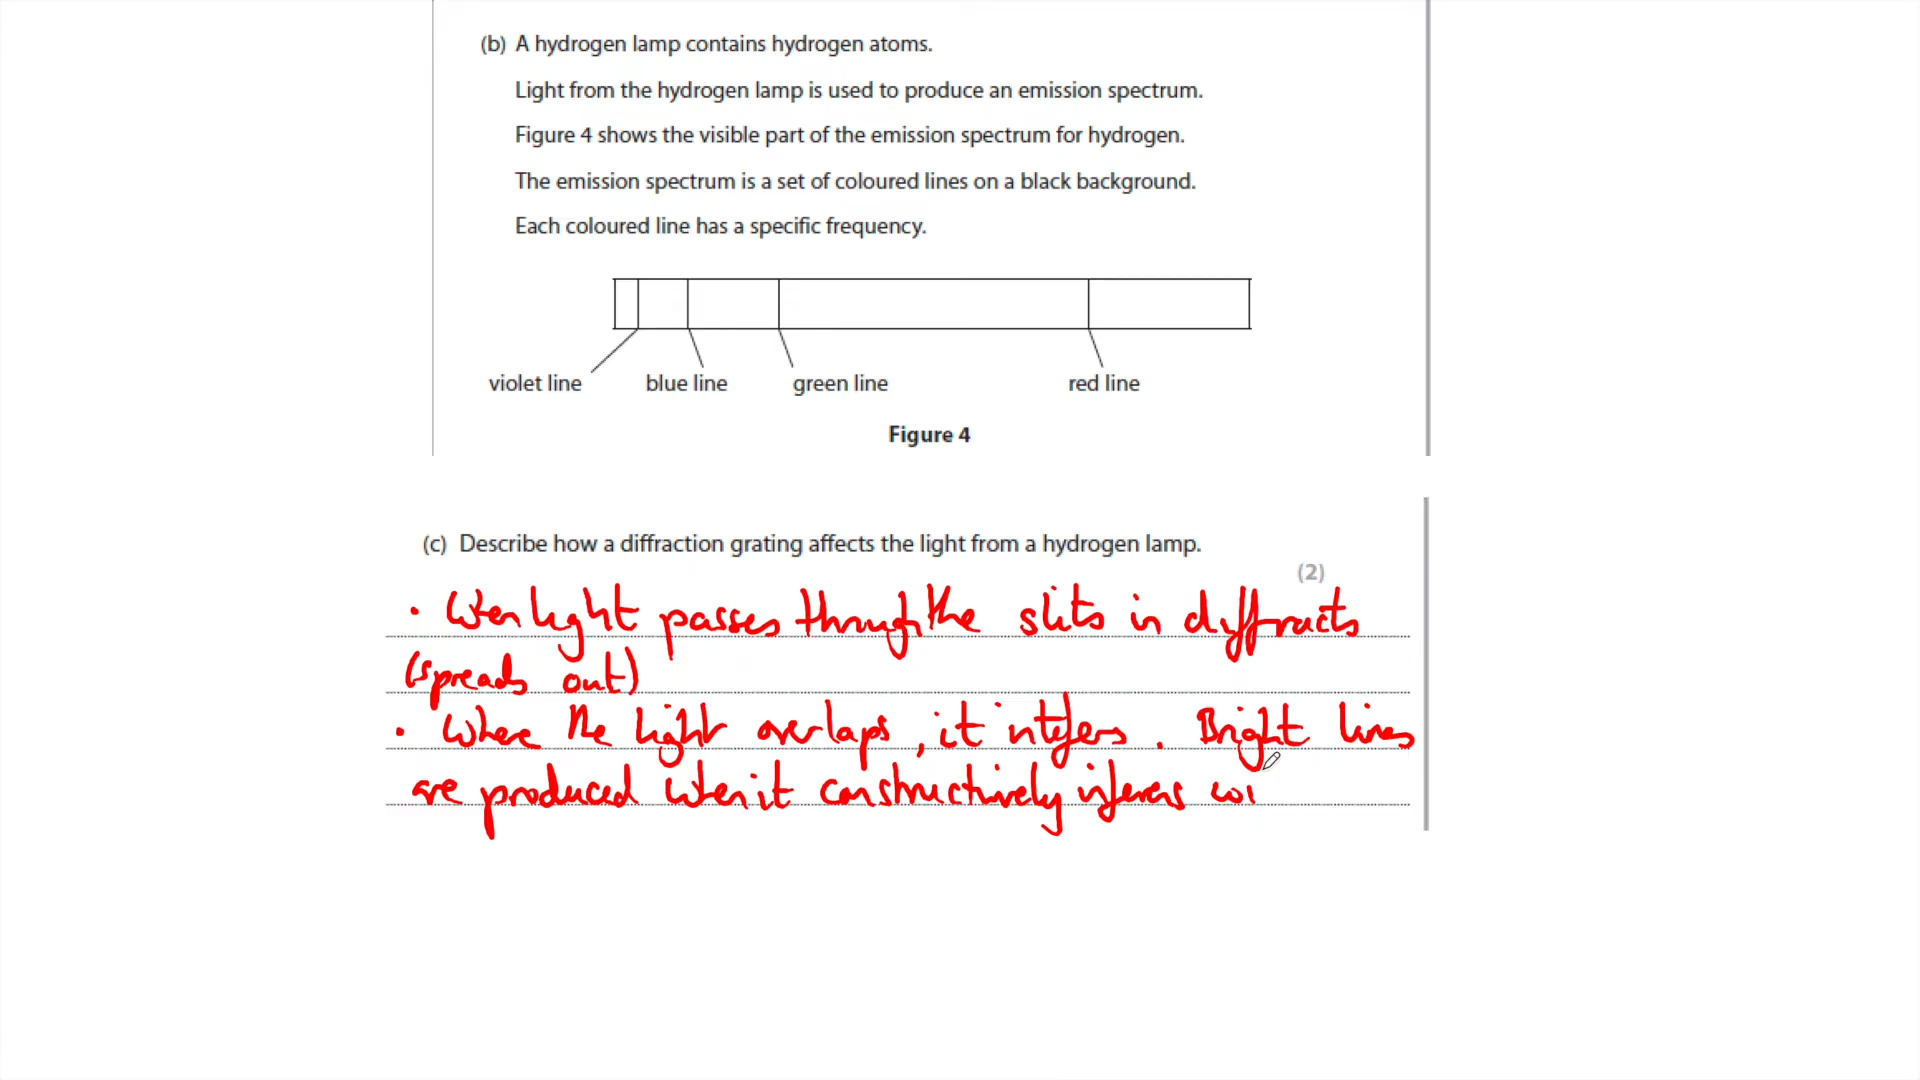 (b) A hydrogen lamp contains hydrogen atoms.
Light from the hydrogen lamp is used to produce an emission spectrum.
Figure 4 shows the visible part of the emission spectrum for hydrogen.
The emission spectrum is a set of coloured lines on a black background.
Each coloured line has a specific frequency.
violet line blue line green line red line
Figure 4
(c) Describe how a diffraction grating affects the light from a hydrogen lamp.
(2)
• When light passes through the slits in diffracts
(spreads out)
• Where the light overlaps, it intefers. Bright lines
are produced when it constructively inferens wi